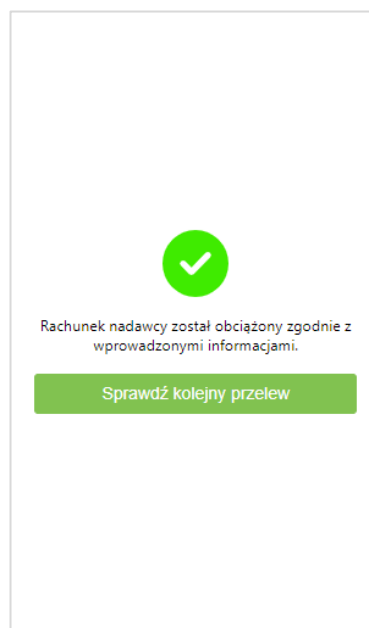 Rachunek nadawcy został obciążony zgodnie z
wprowadzonymi informacjami.
Sprawdź kolejny przelew